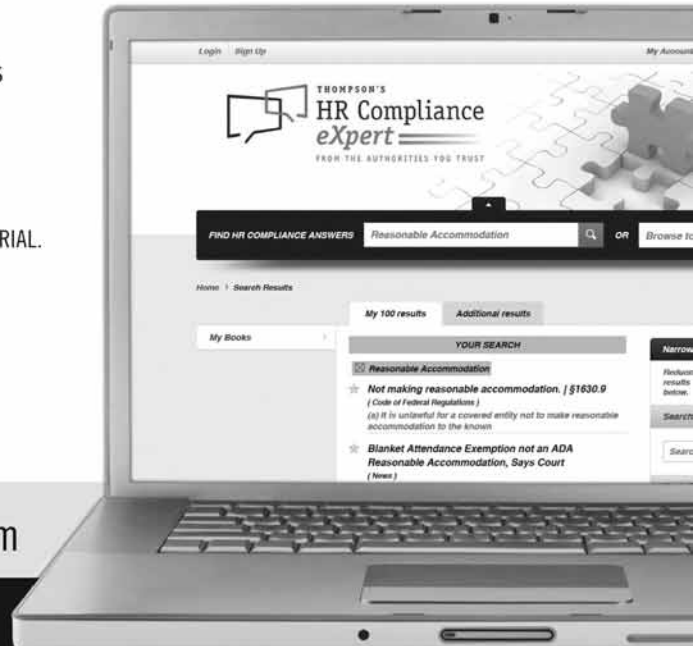 s
RIAL.
m
Login Sign Up My Account
THOMPSON'S
HR Compliance
eXpert
FROM THE AUTHORITIES YOU TRUST
FIND HR COMPLIANCE ANSWERS Reasonable Accommodation OR Browse to
Home > Search Results
My 100 results Additional results
My Books
YOUR SEARCH
Reasonable Accommodation
Not making reasonable accommodation. | §1630.9
( Code of Federal Regulations )
(a) It is unlawful for a covered entity not to make reasonable
accommodation to the known
Blanket Attendance Exemption not an ADA
Reasonable Accommodation, Says Court
( News )
Narrow
results
below.
Search
Searc